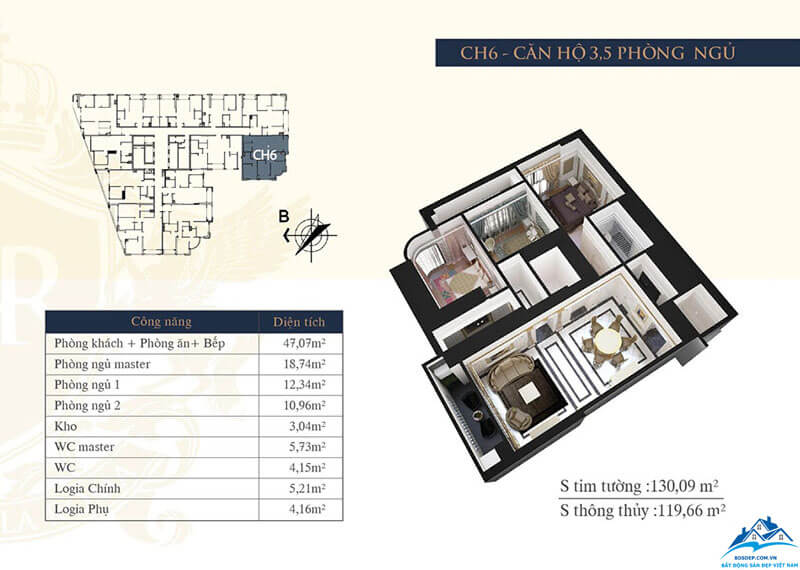 CH6 - CĂN HỘ 3,5 PHÒNG NGỦ
CH6
B
Công năng Diện tích
Phòng khách + Phòng ăn+ Bếp 47,07m²
Phòng ngủ master 18,74m²
Phòng ngủ 1 12,34m²
Phòng ngủ 2 10,96m²
Kho 3,04m²
WC master 5,73m²
WC 4,15m²
Logia Chính 5,21m²
Logia Phụ 4,16m²
S tim tường :130,09 m²
S thông thủy :119,66 m²
BDSDEP.COM.VN
BẤT ĐỘNG SẢN ĐẸP VIỆT NAM